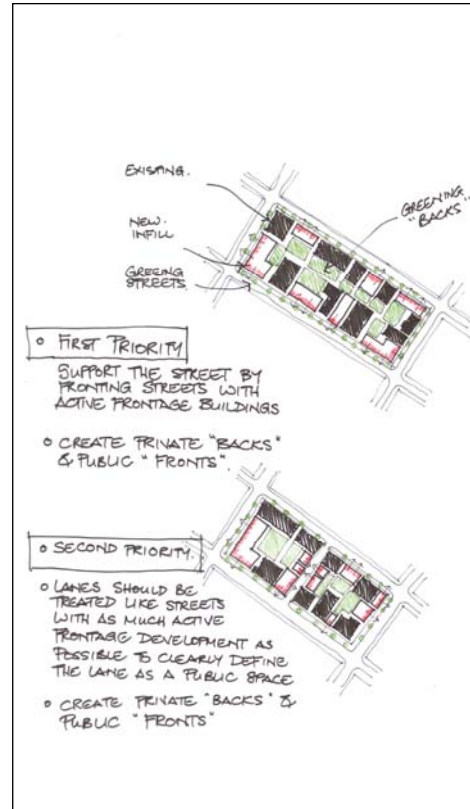 EXISTING.
NEW.
INFILL
GREENING
"BACKS"
GREEING
STREETS.
o FIRST PRIORITY
SUPPORT THE STREET BY
FRONTING STREETS WITH
ACTIVE FRONTAGE BUILDINGS
o CREATE PRIVATE "BACKS"
& PUBLIC "FRONTS".
o SECOND PRIORITY.
o LANES SHOULD BE
TREATED LIKE STREETS
WITH AS MUCH ACTIVE
FRONTAGE DEVELOPMENT AS
POSSIBLE TO CLEARLY DEFINE
THE LANE AS A PUBLIC SPACE
o CREATE PRIVATE "BACKS" &
PUBLIC "FRONTS"